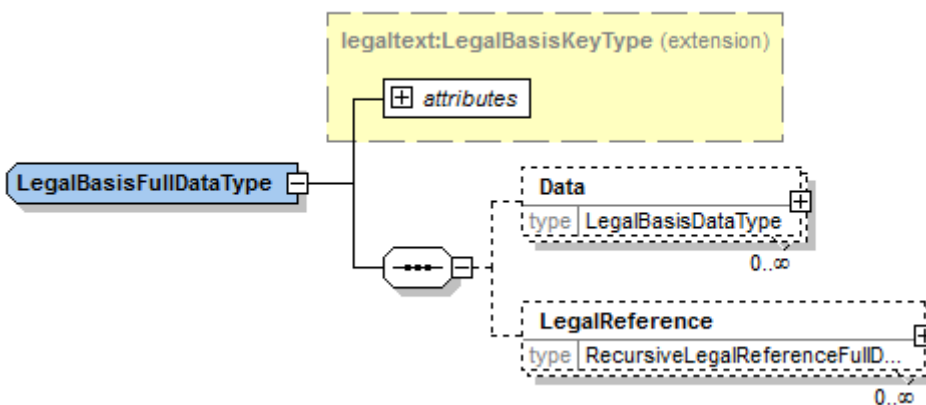 legaltext:LegalBasisKeyType (extension)
attributes
LegalBasisFullDataType
Data
type LegalBasisDataType
0..∞
LegalReference
type RecursiveLegalReferenceFullD...
0..∞